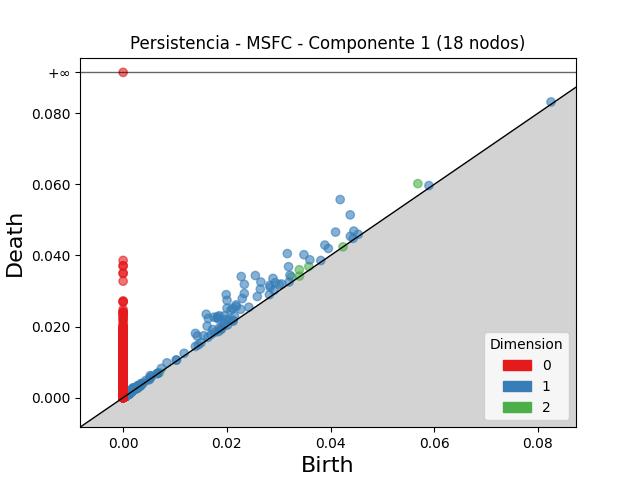 Persistencia - MSFC - Componente 1 (18 nodos)
+∞
0.080
0.060
0.040
0.020
0.000
Death
0.00 0.02 0.04 0.06 0.08
Birth
Dimension
0
1
2